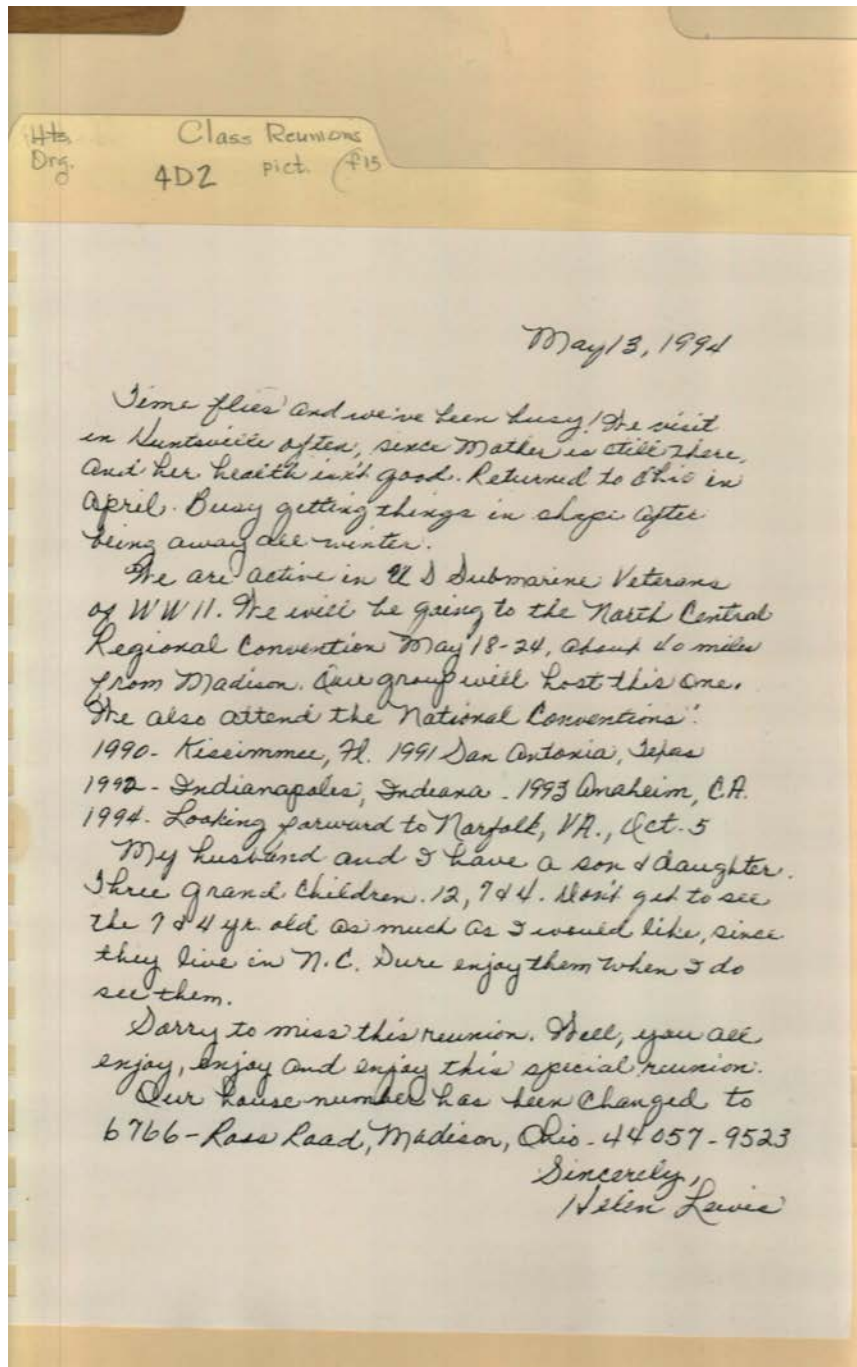 Hts. Class Reunions
Org. 4D2 pict. f15
May 13, 1994
Time flies and we've been busy! We visit
in Huntsville often, since Mother is still there,
and her health isn't good. Returned to Ohio in
April. Busy getting things in shape after
being away all winter.
We are active in U S Submarine Veterans
of WW II. We will be going to the North Central
Regional Convention May 18-24, about 40 miles
from Madison. Our group will host this one.
We also attend the National Conventions:
1990- Kissimmee, Fl. 1991 San Antonia, Texas
1992- Indianapolis, Indiana - 1993 Anaheim, CA.
1994- Looking forward to Norfolk, VA., Oct. 5
My husband and I have a son & daughter.
Three grand children. 12, 7 & 4. Don't get to see
the 7 & 4 yr. old as much as I would like, since
they live in N.C. Sure enjoy them when I do
see them.
Sorry to miss this reunion. Well, you all
enjoy, enjoy and enjoy this special reunion.
Our house number has been changed to
6766 - Ross Road, Madison, Ohio - 44057-9523
Sincerely,
Helen Lewis